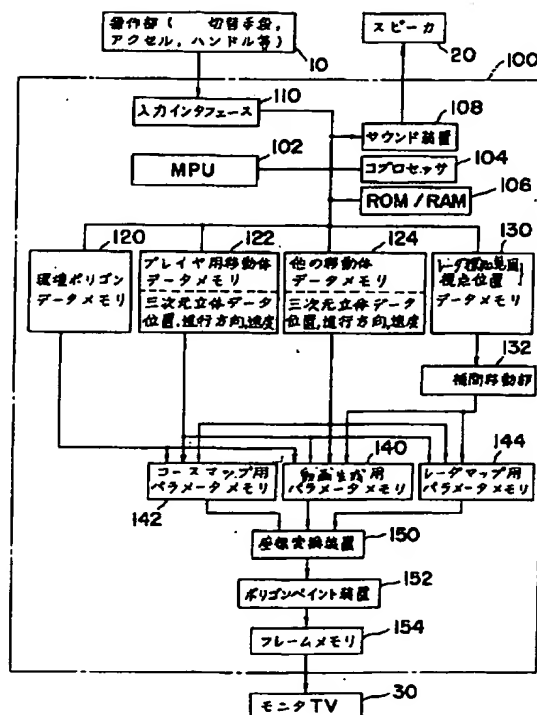 操作部( 切替手段,
アクセル,ハンドル等)
10
スピーカ
20
100
入力インタフェース
110
108
サウンド装置
102
MPU
104
コプロセッサ
106
ROM/RAM
120
環境ポリゴン
データメモリ
122
プレイヤ用移動体
データメモリ
三次元立体データ
位置,進行方向,速度
124
他の移動体
データメモリ
三次元立体データ
位置,進行方向,速度
130
視点位置
データメモリ
132
補間移動部
コースマップ用
パラメータメモリ
142
140
動画生成用
パラメータメモリ
144
レーダマップ用
パラメータメモリ
座標変換装置
150
152
ポリゴンペイント装置
154
フレームメモリ
モニタTV
30